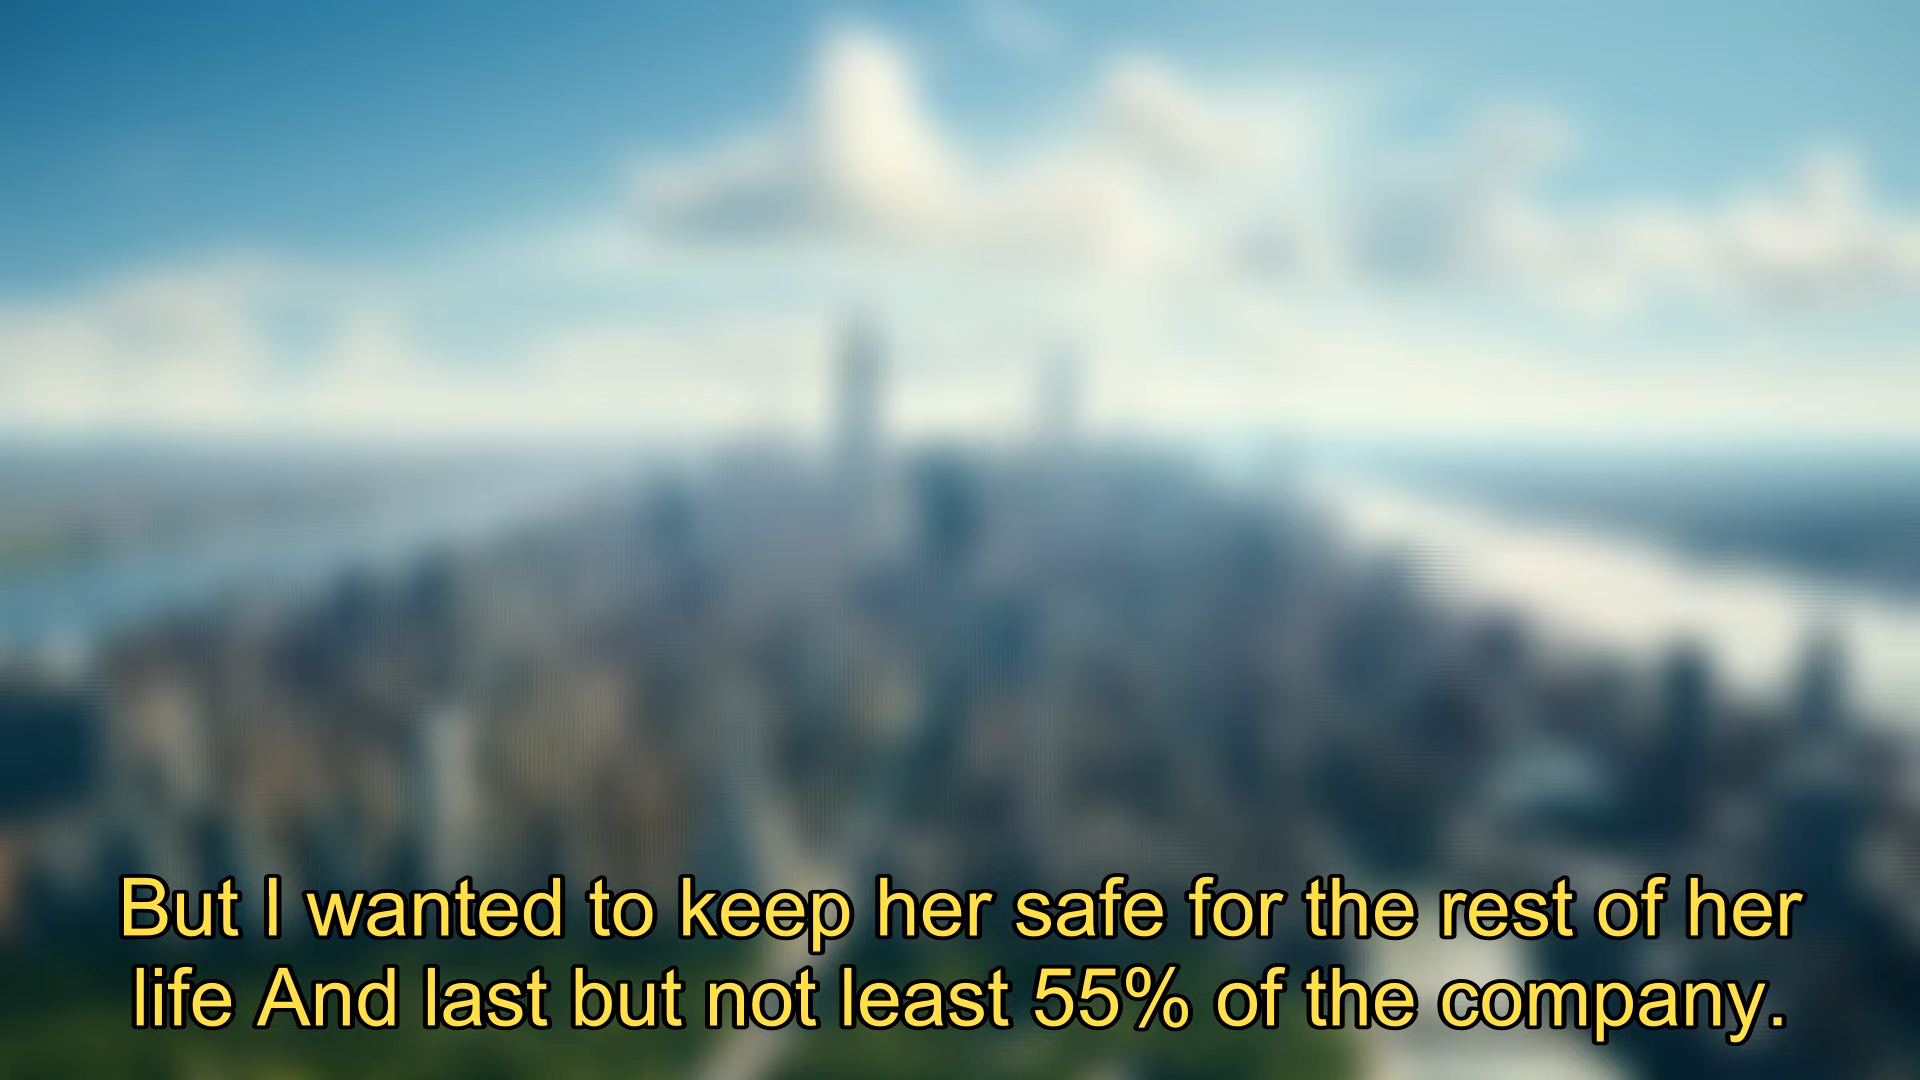 But I wanted to keep her safe for the rest of her
life And last but not least 55% of the company.